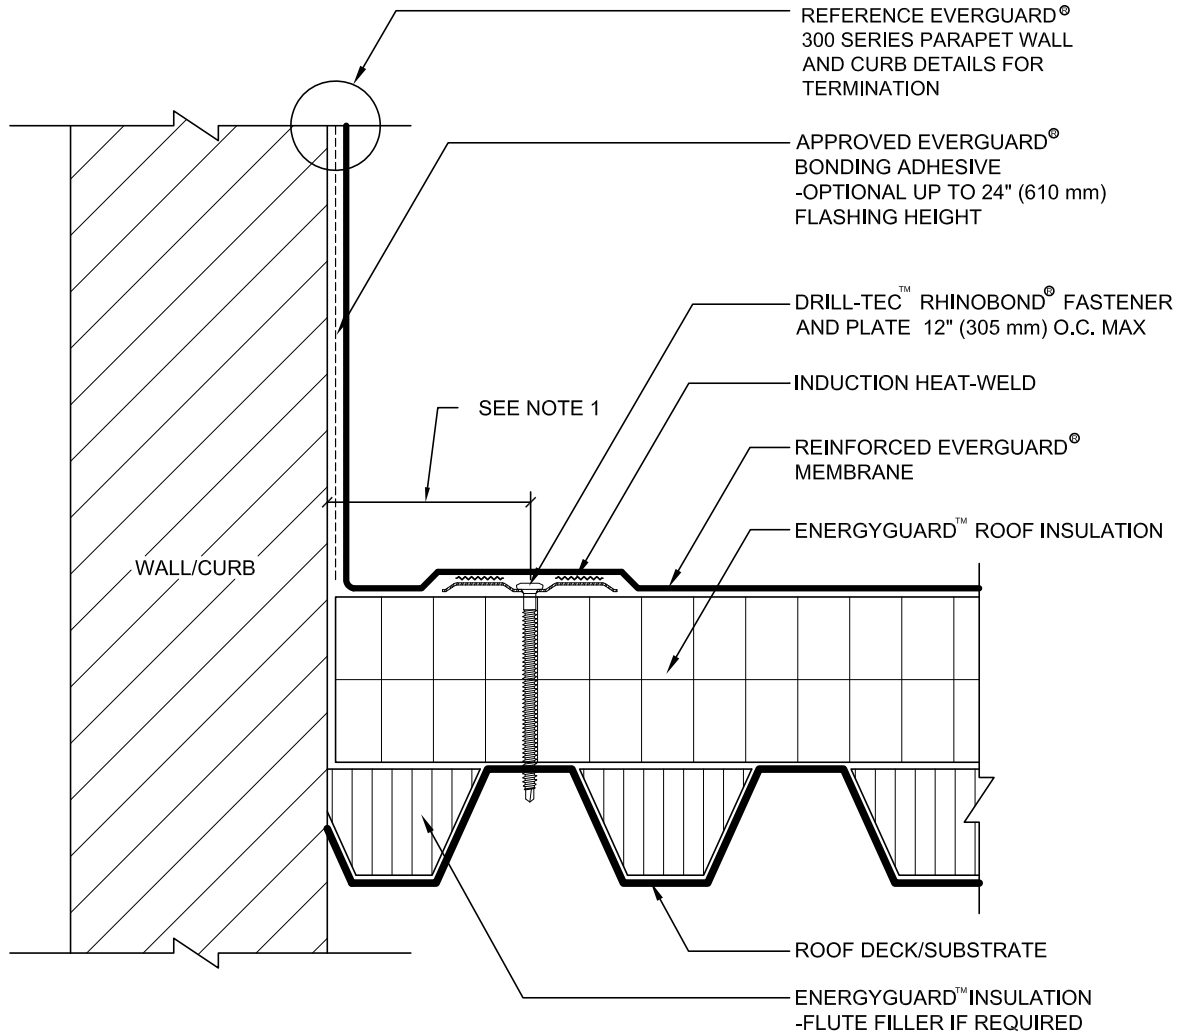 REFERENCE EVERGUARD®
300 SERIES PARAPET WALL
AND CURB DETAILS FOR
TERMINATION
APPROVED EVERGUARD®
BONDING ADHESIVE
-OPTIONAL UP TO 24" (610 mm)
FLASHING HEIGHT
DRILL-TEC™ RHINOBOND® FASTENER
AND PLATE 12" (305 mm) O.C. MAX
INDUCTION HEAT-WELD
SEE NOTE 1
REINFORCED EVERGUARD®
MEMBRANE
ENERGYGUARD™ ROOF INSULATION
WALL/CURB
ROOF DECK/SUBSTRATE
ENERGYGUARD™ INSULATION
-FLUTE FILLER IF REQUIRED